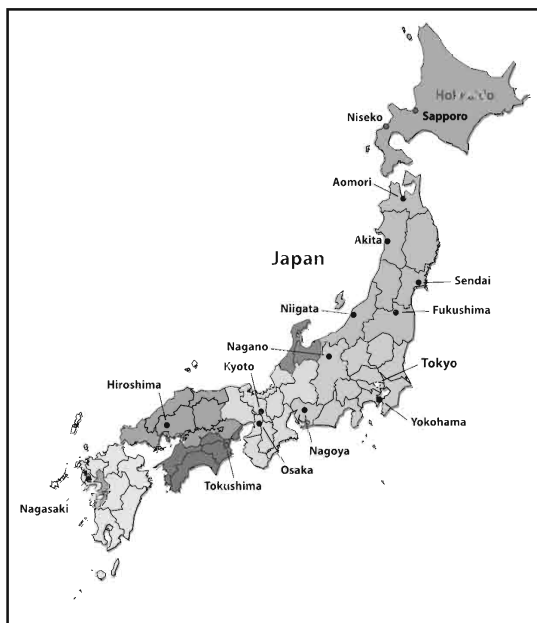 Hokkaido
Niseko
Sapporo
Aomori
Akita
Japan
Sendai
Niigata
Fukushima
Nagano
Tokyo
Kyoto
Hiroshima
Yokohama
Nagoya
Osaka
Tokushima
Nagasaki